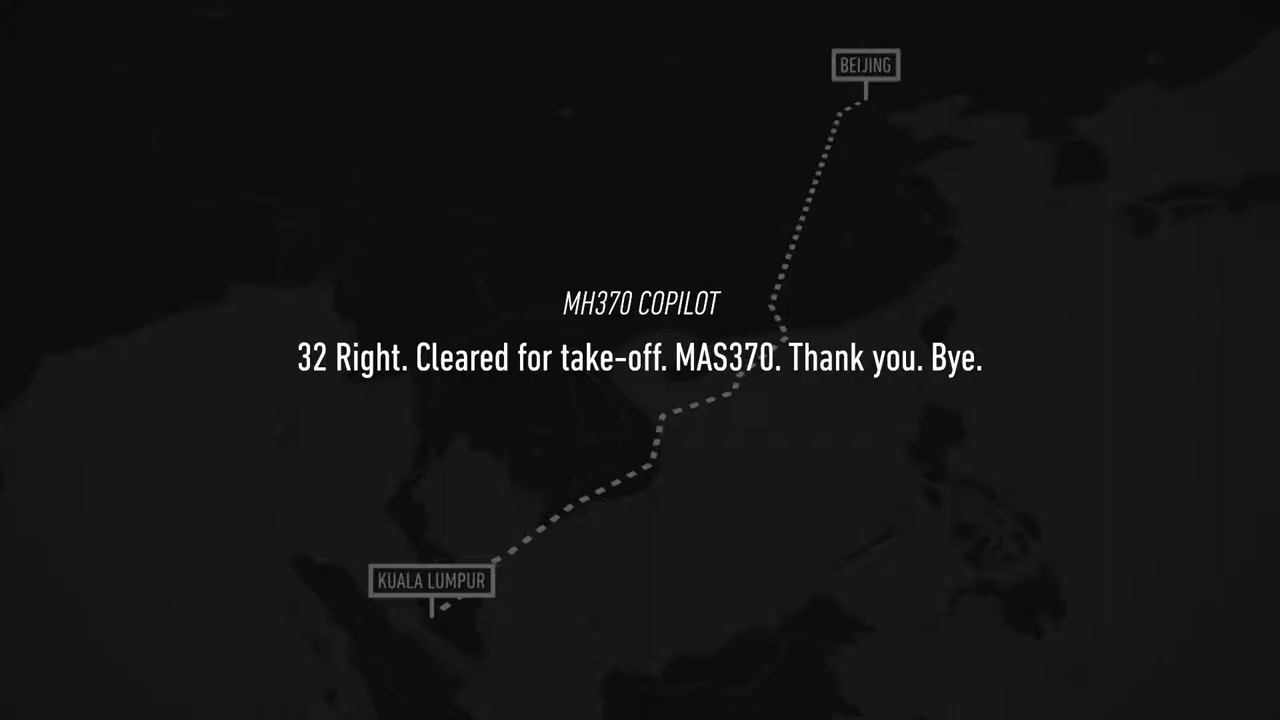 BEIJING
MH370 COPILOT
32 Right. Cleared for take-off. MAS370. Thank you. Bye.
KUALA LUMPUR